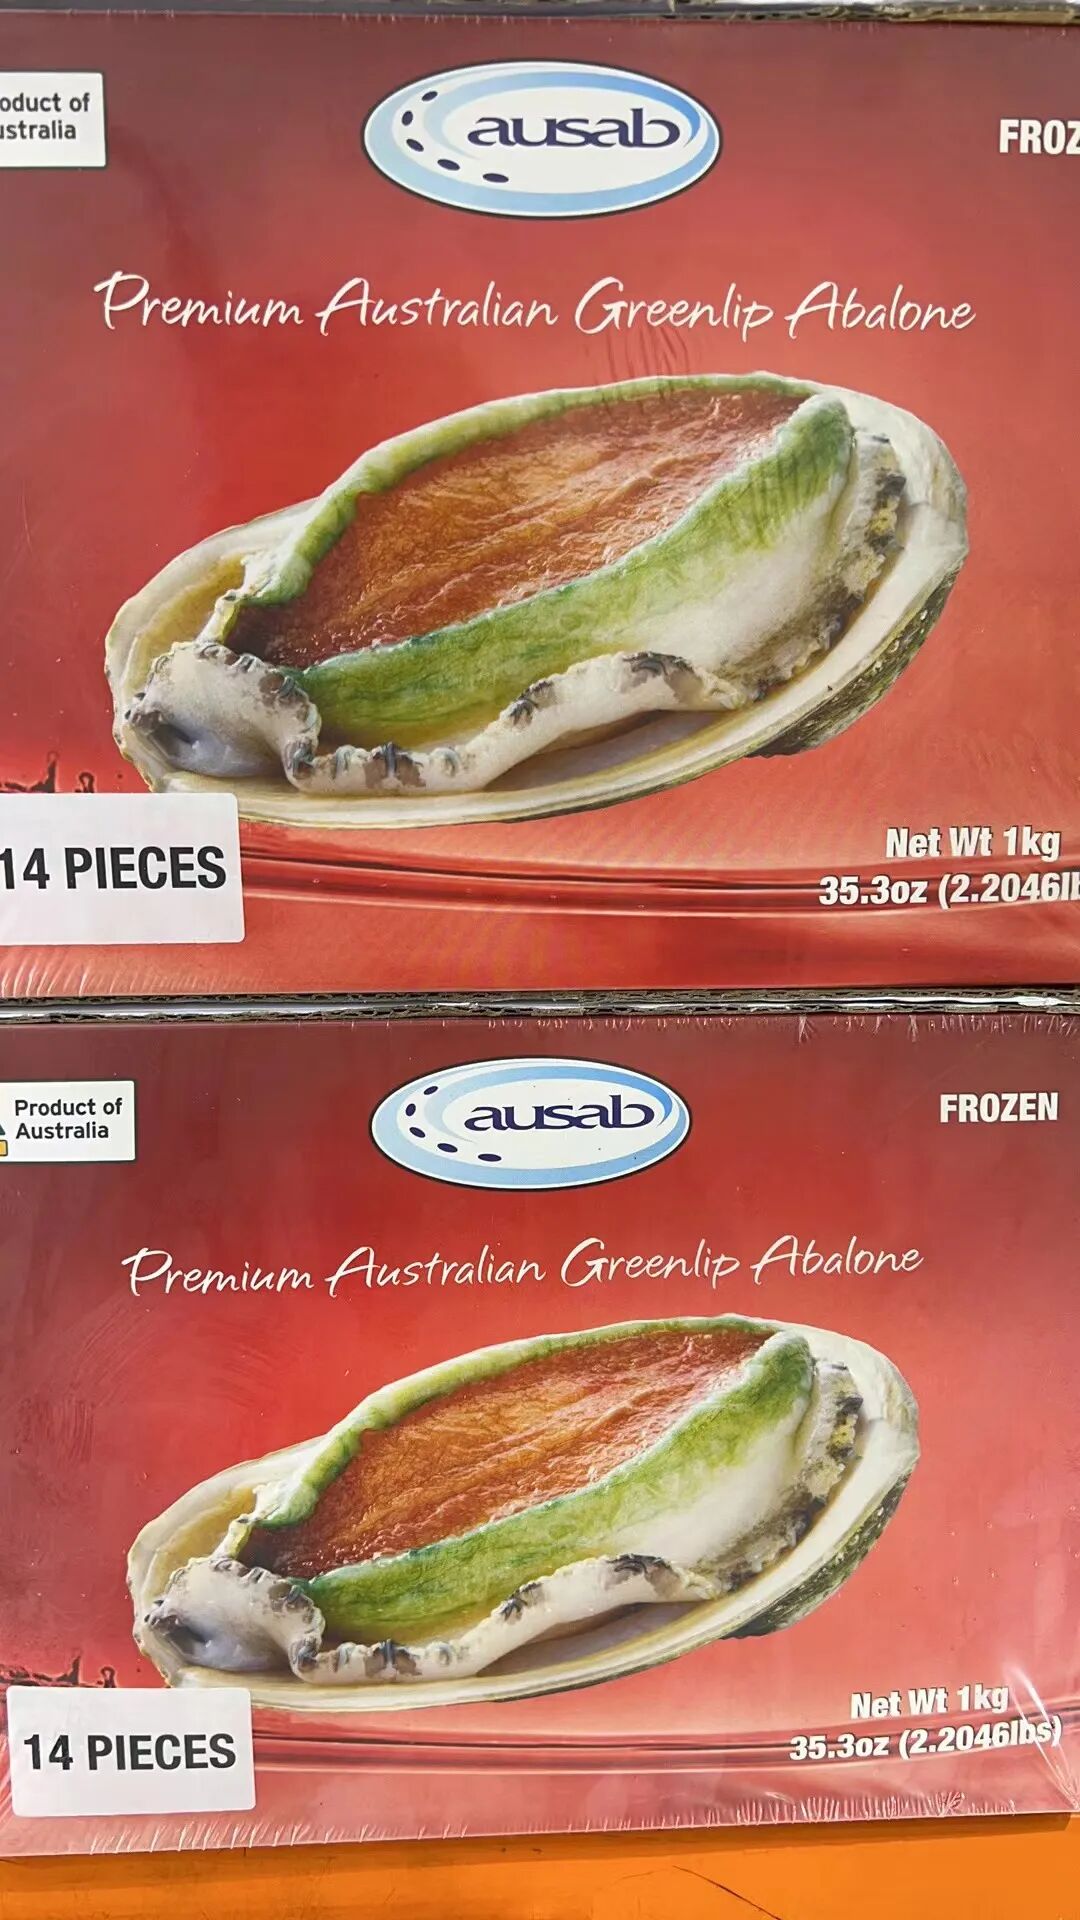 oduct of
ustralia
ausab
FROZ
Premium Australian Greenlip Abalone
14 PIECES
Net Wt 1kg
35.3oz (2.2046lb
Product of
Australia
ausab
FROZEN
Premium Australian Greenlip Abalone
14 PIECES
Net Wt 1kg
35.3oz (2.2046lbs)